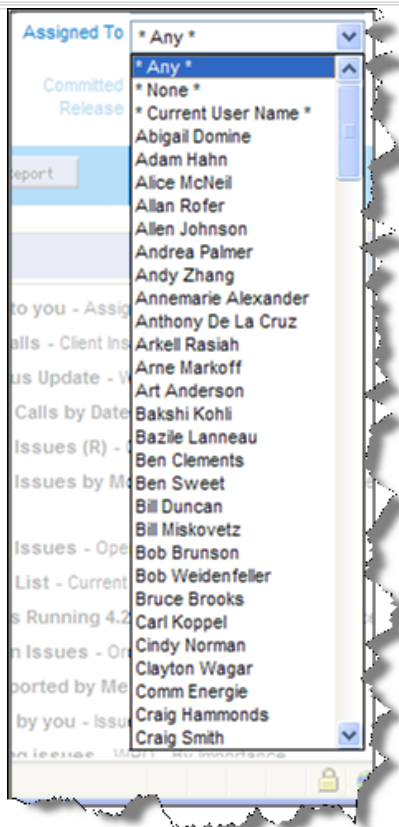 Assigned To * Any *
* Any *
* None *
Committed
* Current User Name *
Release
Abigail Domine
Adam Hahn
Report
Alice McNeil
Allan Rofer
Allen Johnson
Andrea Palmer
Andy Zhang
to you - Assig
Annemarie Alexander
Anthony De La Cruz
alls - Client Ins
Arkell Rasiah
Arne Markoff
us Update -
Art Anderson
Calls by Date
Bakshi Kohli
Bazile Lanneau
Issues (R) -
Ben Clements
Issues by M
Ben Sweet
Bill Duncan
Bill Miskovetz
Issues - Ope
Bob Brunson
List - Current
Bob Weidenfeller
Bruce Brooks
s Running 4.2
Carl Koppel
n Issues - Or
Cindy Norman
Clayton Wagar
ported by Me
Comm Energie
by you - Issu
Craig Hammonds
Craig Smith